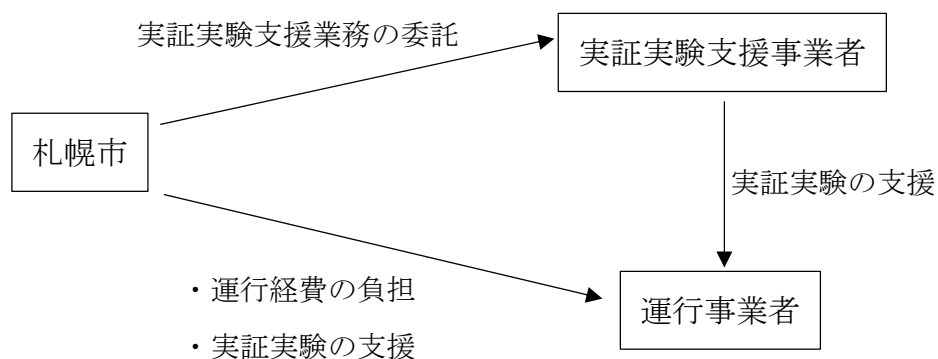 実証実験支援業務の委託
実証実験支援事業者
札幌市
実証実験の支援
・運行経費の負担
・実証実験の支援
運行事業者